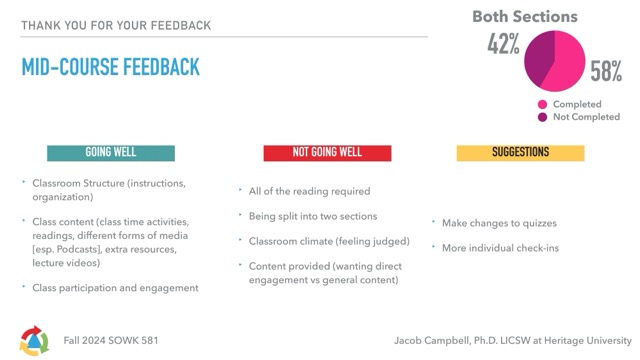 THANK YOU FOR YOUR FEEDBACK
MID-COURSE FEEDBACK
Both Sections
42%
58%
Completed
Not Completed
GOING WELL
Classroom Structure (instructions,
organization)
Class content (class time activities,
readings, different forms of media
[esp. Podcasts], extra resources,
lecture videos)
Class participation and engagement
NOT GOING WELL
All of the reading required
Being split into two sections
Classroom climate (feeling judged)
Content provided (wanting direct
engagement vs general content)
SUGGESTIONS
Make changes to quizzes
More individual check-ins
Fall 2024 SOWK 581
Jacob Campbell, Ph.D. LICSW at Heritage University